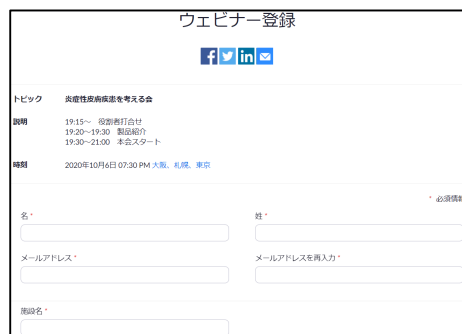 ウェビナー登録
f in
トピック 炎症性皮膚疾患を考える会
説明 19:15～ 役割者打合せ
19:20～19:30 製品紹介
19:30～21:00 本会スタート
時刻 2020年10月6日 07:30 PM 大阪、札幌、東京
* 必須情報
名 * 姓 *
メールアドレス * メールアドレスを再入力 *
施設名 *